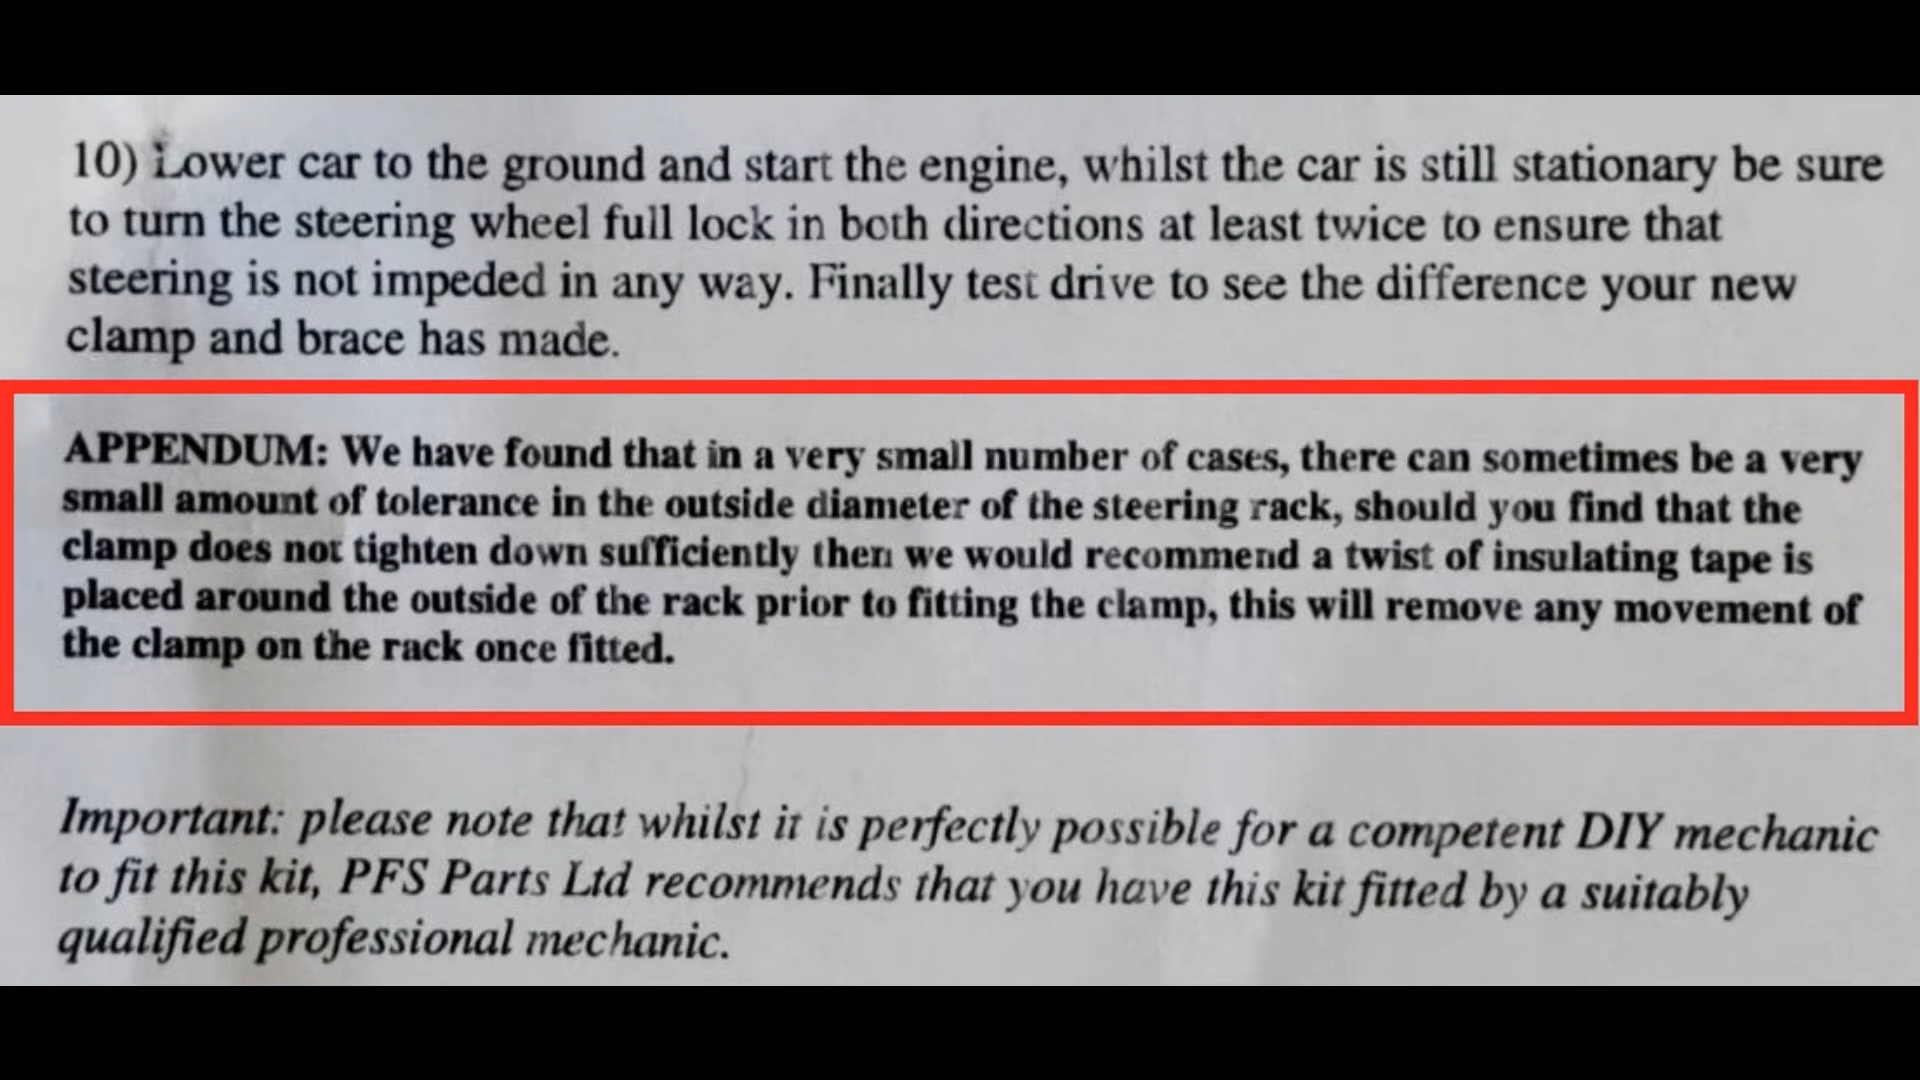 10) Lower car to the ground and start the engine, whilst the car is still stationary be sure
to turn the steering wheel full lock in both directions at least twice to ensure that
steering is not impeded in any way. Finally test drive to see the difference your new
clamp and brace has made.
APPENDUM: We have found that in a very small number of cases, there can sometimes be a very
small amount of tolerance in the outside diameter of the steering rack, should you find that the
clamp does not tighten down sufficiently then we would recommend a twist of insulating tape is
placed around the outside of the rack prior to fitting the clamp, this will remove any movement of
the clamp on the rack once fitted.
Important: please note that whilst it is perfectly possible for a competent DIY mechanic
to fit this kit, PFS Parts Ltd recommends that you have this kit fitted by a suitably
qualified professional mechanic.